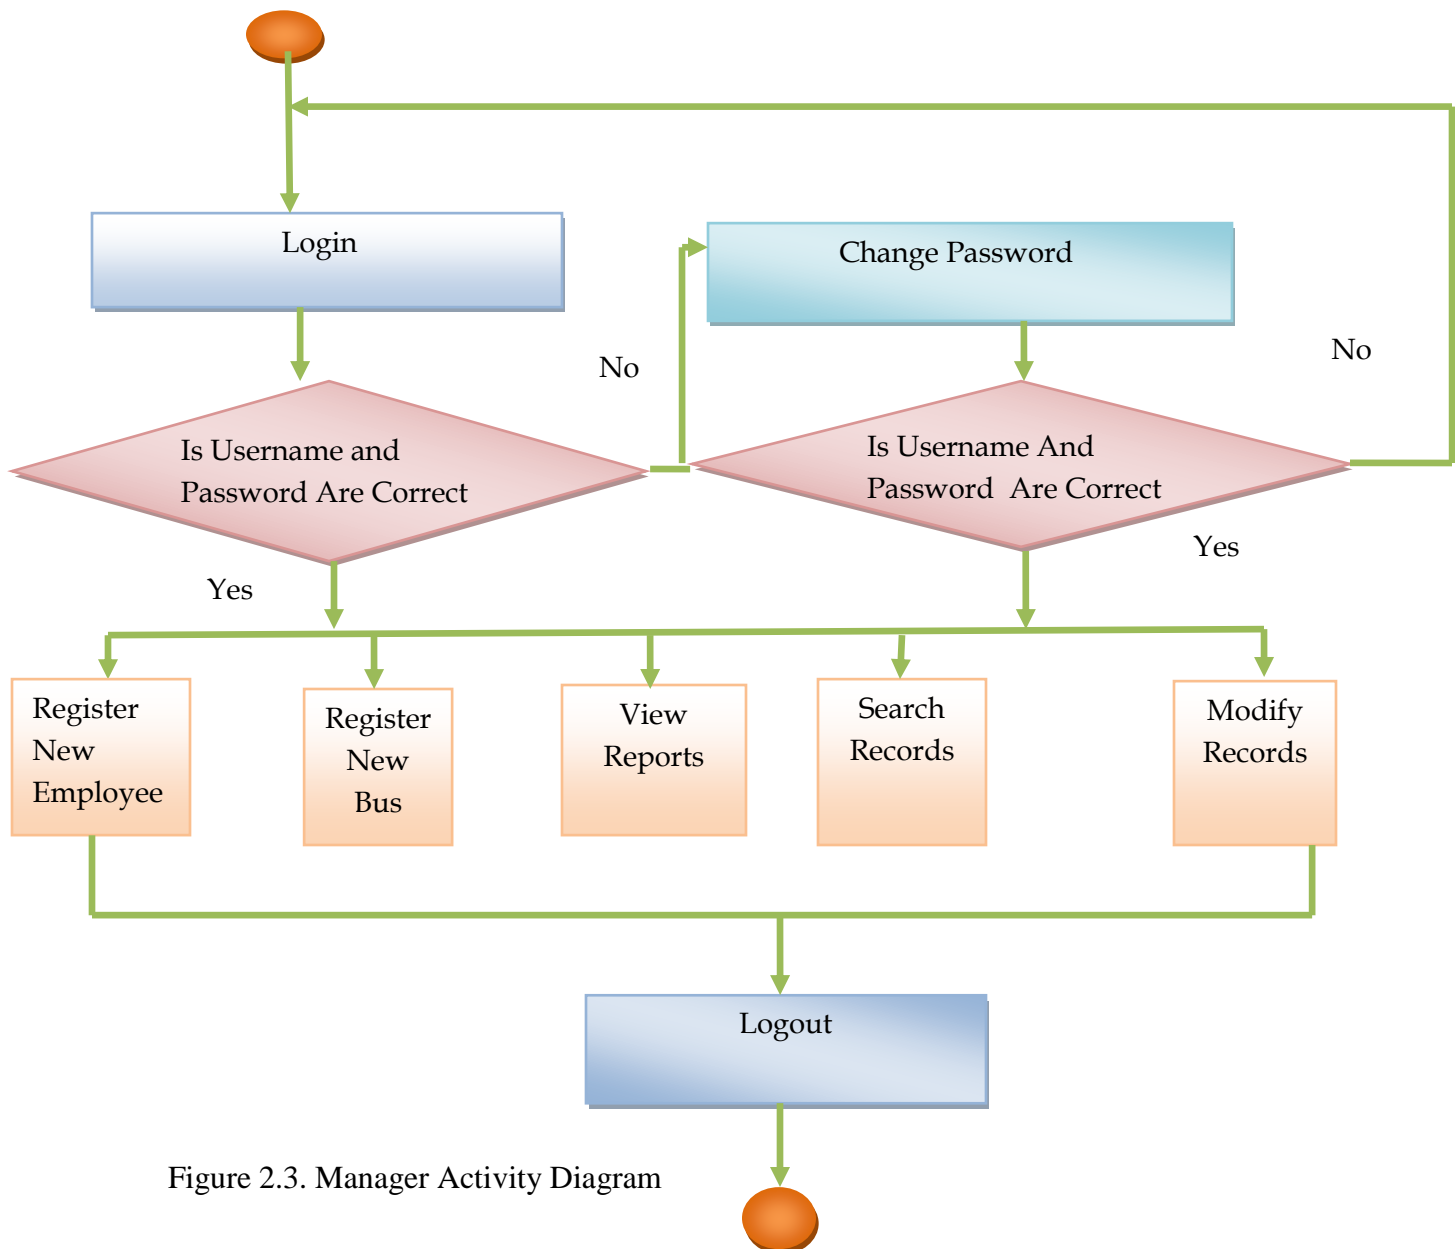 Login
Change Password
No
No
Is Username and
Password Are Correct
Is Username And
Password  Are Correct
Yes
Yes
Register
New
Employee
Register
New
Bus
View
Reports
Search
Records
Modify
Records
Logout
Figure 2.3. Manager Activity Diagram